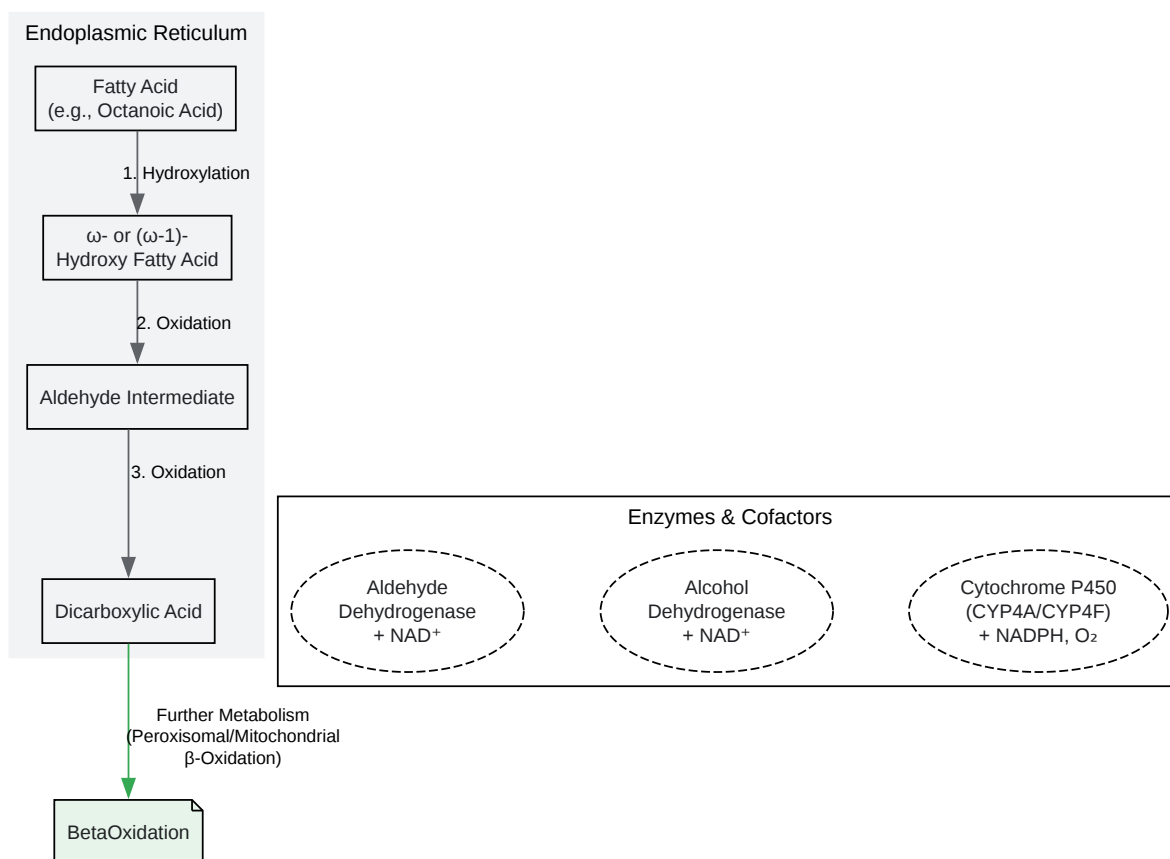 Endoplasmic Reticulum
Fatty Acid
(e.g., Octanoic Acid)
1. Hydroxylation
ω- or (ω-1)-
Hydroxy Fatty Acid
2. Oxidation
Aldehyde Intermediate
3. Oxidation
Dicarboxylic Acid
Enzymes & Cofactors
Aldehyde
Dehydrogenase
+ NAD⁺
Alcohol
Dehydrogenase
+ NAD⁺
Cytochrome P450
(CYP4A/CYP4F)
+ NADPH, O₂
Further Metabolism
(Peroxisomal/Mitochondrial
β-Oxidation)
BetaOxidation